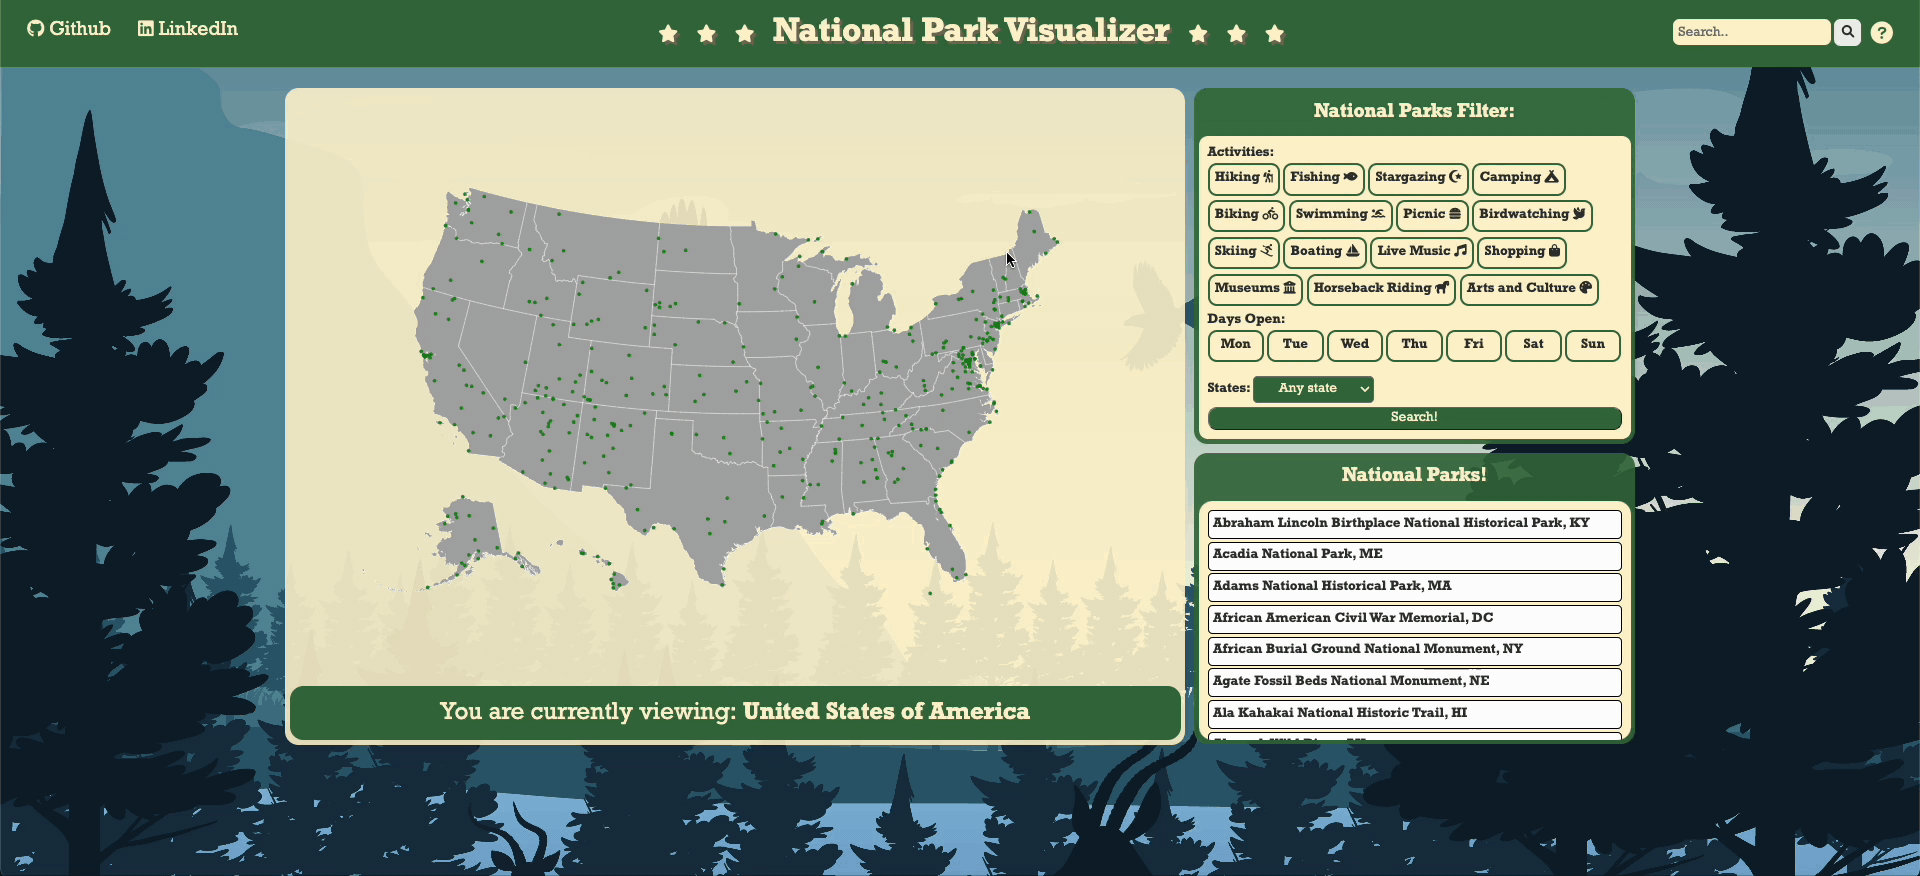 Github LinkedIn National Park Visualizer Search..
National Parks Filter:
Activities:
Hiking Fishing Stargazing Camping
Biking Swimming Picnic Birdwatching
Skiing Boating Live Music Shopping
Museums Horseback Riding Arts and Culture
Days Open:
Mon Tue Wed Thu Fri Sat Sun
States: Any state
Search!
National Parks!
Abraham Lincoln Birthplace National Historical Park, KY
Acadia National Park, ME
Adams National Historical Park, MA
African American Civil War Memorial, DC
African Burial Ground National Monument, NY
Agate Fossil Beds National Monument, NE
Ala Kahakai National Historic Trail, HI
You are currently viewing: United States of America